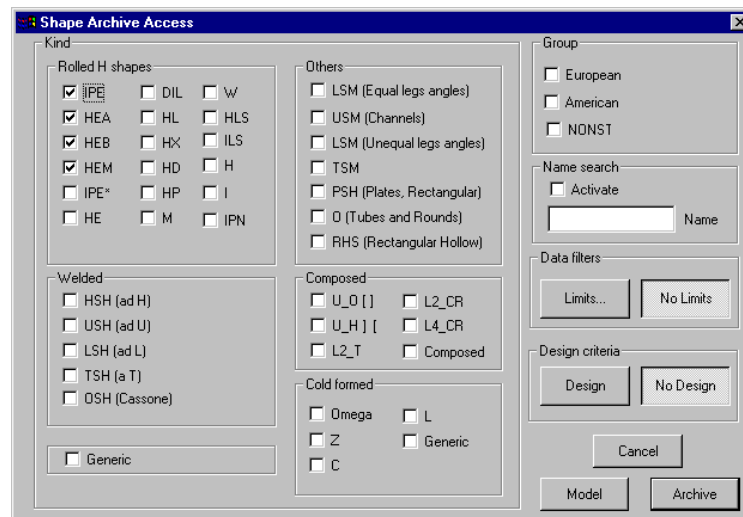 Shape Archive Access
Kind
Rolled H shapes
IPE DIL W
HEA HL HLS
HEB HX ILS
HEM HD H
IPE* HP I
HE M IPN
Others
LSM (Equal legs angles)
USM (Channels)
LSM (Unequal legs angles)
TSM
PSH (Plates, Rectangular)
O (Tubes and Rounds)
RHS (Rectangular Hollow)
Welded
HSH (ad H)
USH (ad U)
LSH (ad L)
TSH (a T)
OSH (Cassone)
Generic
Composed
U_O [ ] L2_CR
U_H ] [ L4_CR
L2_T Composed
Cold formed
Omega L
Z Generic
C
Group
European
American
NONST
Name search
Activate
Name
Data filters
Limits... No Limits
Design criteria
Design No Design
Cancel
Model Archive